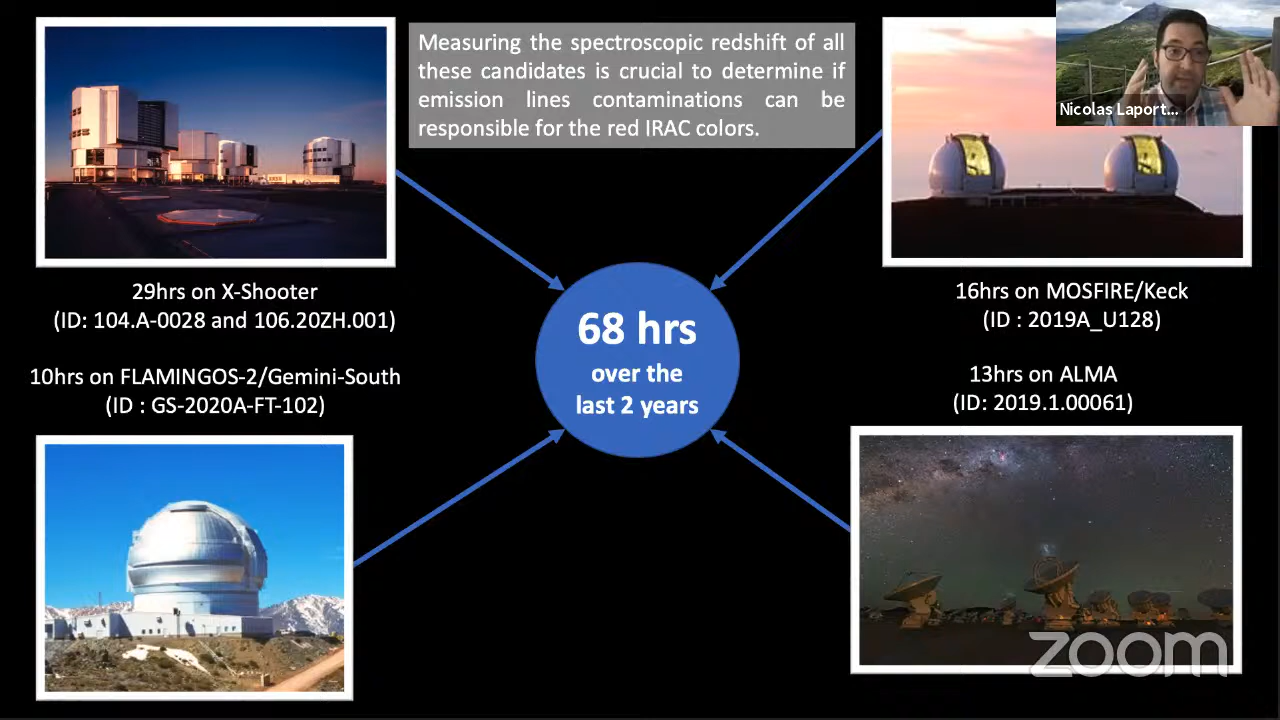 Measuring the spectroscopic redshift of all
these candidates is crucial to determine if
emission lines contaminations can be
responsible for the red IRAC colors.
Nicolas Laport...
29hrs on X-Shooter
(ID: 104.A-0028 and 106.20ZH.001)
16hrs on MOSFIRE/Keck
(ID : 2019A_U128)
68 hrs
over the
last 2 years
10hrs on FLAMINGOS-2/Gemini-South
(ID : GS-2020A-FT-102)
13hrs on ALMA
(ID: 2019.1.00061)
zoom